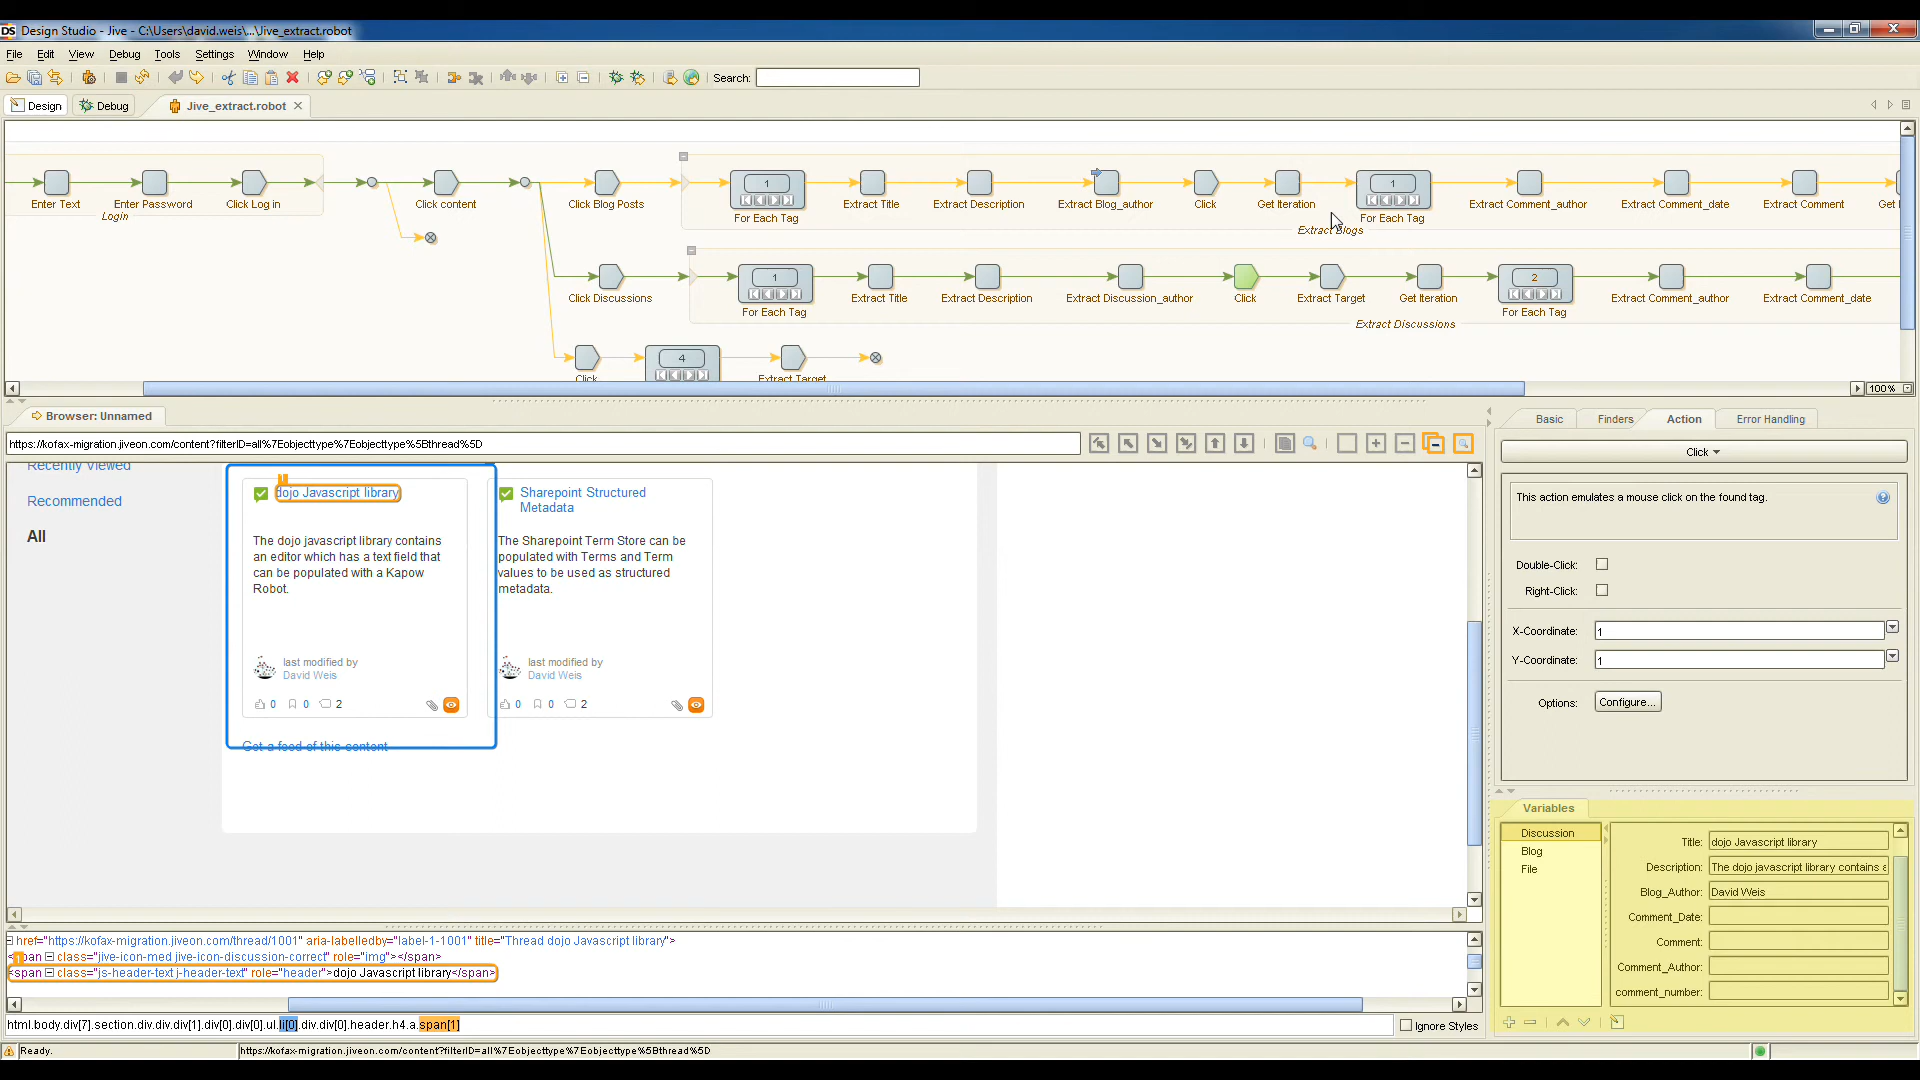 DS Design Studio - Jive - C:\Users\david.weis\...\Jive_extract.robot
File Edit View Debug Tools Settings Window Help
Search:
Design Debug Jive_extract.robot
1 1
Enter Text Enter Password Click Log in Click content Click Blog Posts For Each Tag Extract Title Extract Description Extract Blog_author Click Get Iteration For Each Tag Extract Comment_author Extract Comment_date Extract Comment
Login
Extract Blogs
1 2
Click Discussions For Each Tag Extract Title Extract Description Extract Discussion_author Click Extract Target Get Iteration For Each Tag Extract Comment_author Extract Comment_date
Extract Discussions
4
Click Extract Target
100%
Browser: Unnamed
https://kofax-migration.jiveon.com/content?filterID=all%7Eobjecttype%7Eobjecttype%5Bthread%5D
Recently Viewed
Recommended
All
dojo Javascript library
The dojo javascript library contains
an editor which has a text field that
can be populated with a Kapow
Robot.
last modified by
David Weis
0 0 2
Sharepoint Structured
Metadata
The Sharepoint Term Store can be
populated with Terms and Term
values to be used as structured
metadata.
last modified by
David Weis
0 0 2
Get a feed of this content
href="https://kofax-migration.jiveon.com/thread/1001" aria-labelledby="label-1-1001" title="Thread dojo Javascript library">
<span class="jive-icon-med jive-icon-discussion-correct" role="img"></span>
<span class="js-header-text j-header-text" role="header">dojo Javascript library</span>
html.body.div[7].section.div.div.div[1].div[0].div[0].ul.li[0].div.div[0].header.h4.a.span[1]
Ignore Styles
Basic Finders Action Error Handling
Click
This action emulates a mouse click on the found tag.
Double-Click:
Right-Click:
X-Coordinate: 1
Y-Coordinate: 1
Options: Configure...
Variables
Discussion
Blog
File
Title: dojo Javascript library
Description: The dojo javascript library contains
Blog_Author: David Weis
Comment_Date:
Comment:
Comment_Author:
comment_number:
Ready.
https://kofax-migration.jiveon.com/content?filterID=all%7Eobjecttype%7Eobjecttype%5Bthread%5D